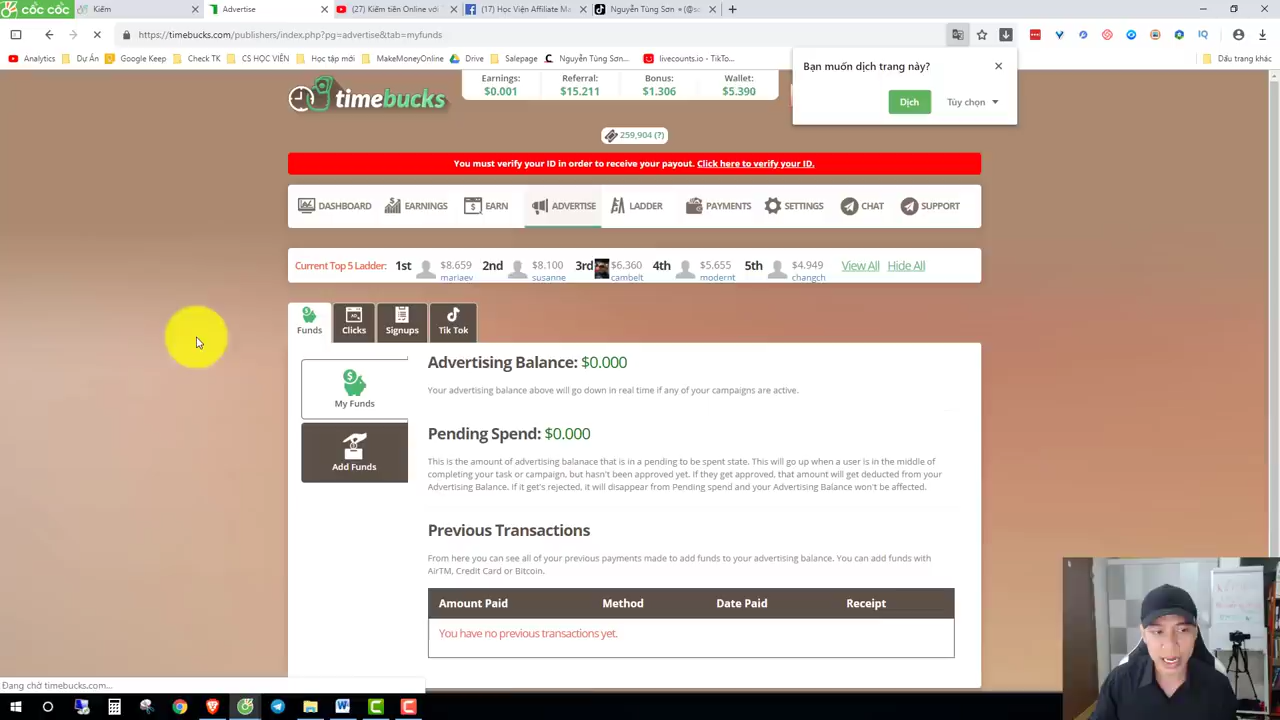 CỐC CỐC
Kiếm
Advertise
(27) Kiếm tiền Online với T
(17) Học Viện Affiliate Ma
Nguyễn Tùng Sơn ⭐(@sc
https://timebucks.com/publishers/index.php?pg=advertise&tab=myfunds
Analytics
Dự Án
Google Keep
Check TK
CS HỌC VIÊN
Học tập mới
MakeMoneyOnline
Drive
Salepage
Nguyễn Tùng Sơn...
livecounts.io - TikTo...
Dấu trang khác
Bạn muốn dịch trang này?
Dịch
Tùy chọn
timebucks
Earnings:
Referral:
Bonus:
Wallet:
$0.001
$15.211
$1.306
$5.390
259,904 (?)
You must verify your ID in order to receive your payout. Click here to verify your ID.
DASHBOARD
EARNINGS
EARN
ADVERTISE
LADDER
PAYMENTS
SETTINGS
CHAT
SUPPORT
Current Top 5 Ladder:
1st
$8.659
mariaev
2nd
$8.100
susanne
3rd
$6.360
cambelt
4th
$5.655
modernt
5th
$4.949
changch
View All
Hide All
Funds
Clicks
Signups
Tik Tok
My Funds
Add Funds
Advertising Balance: $0.000
Your advertising balance above will go down in real time if any of your campaigns are active.
Pending Spend: $0.000
This is the amount of advertising balanace that is in a pending to be spent state. This will go up when a user is in the middle of
completing your task or campaign, but hasn't been approved yet. If they get approved, that amount will get deducted from your
Advertising Balance. If it get's rejected, it will disappear from Pending spend and your Advertising Balance won't be affected.
Previous Transactions
From here you can see all of your previous payments made to add funds to your advertising balance. You can add funds with
AirTM, Credit Card or Bitcoin.
Amount Paid
Method
Date Paid
Receipt
You have no previous transactions yet.
Đang chờ timebucks.com...